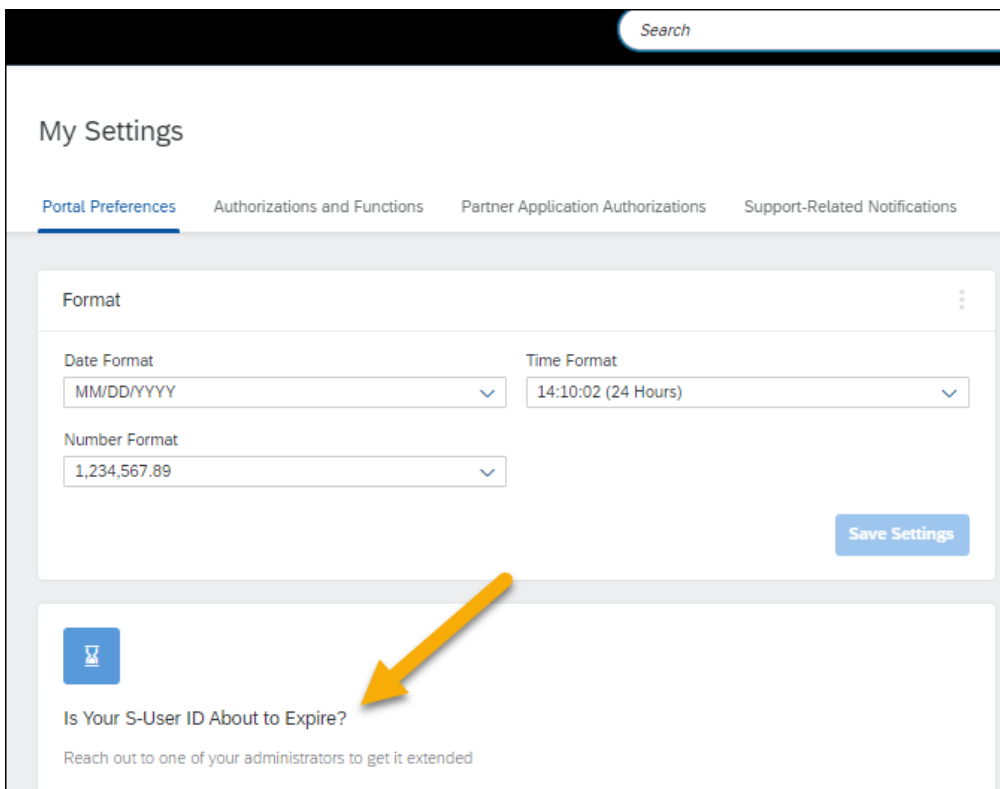 Search
My Settings
Portal Preferences Authorizations and Functions Partner Application Authorizations Support-Related Notifications
Format
Date Format Time Format
MM/DD/YYYY 14:10:02 (24 Hours)
Number Format
1,234,567.89
Save Settings
Is Your S-User ID About to Expire?
Reach out to one of your administrators to get it extended